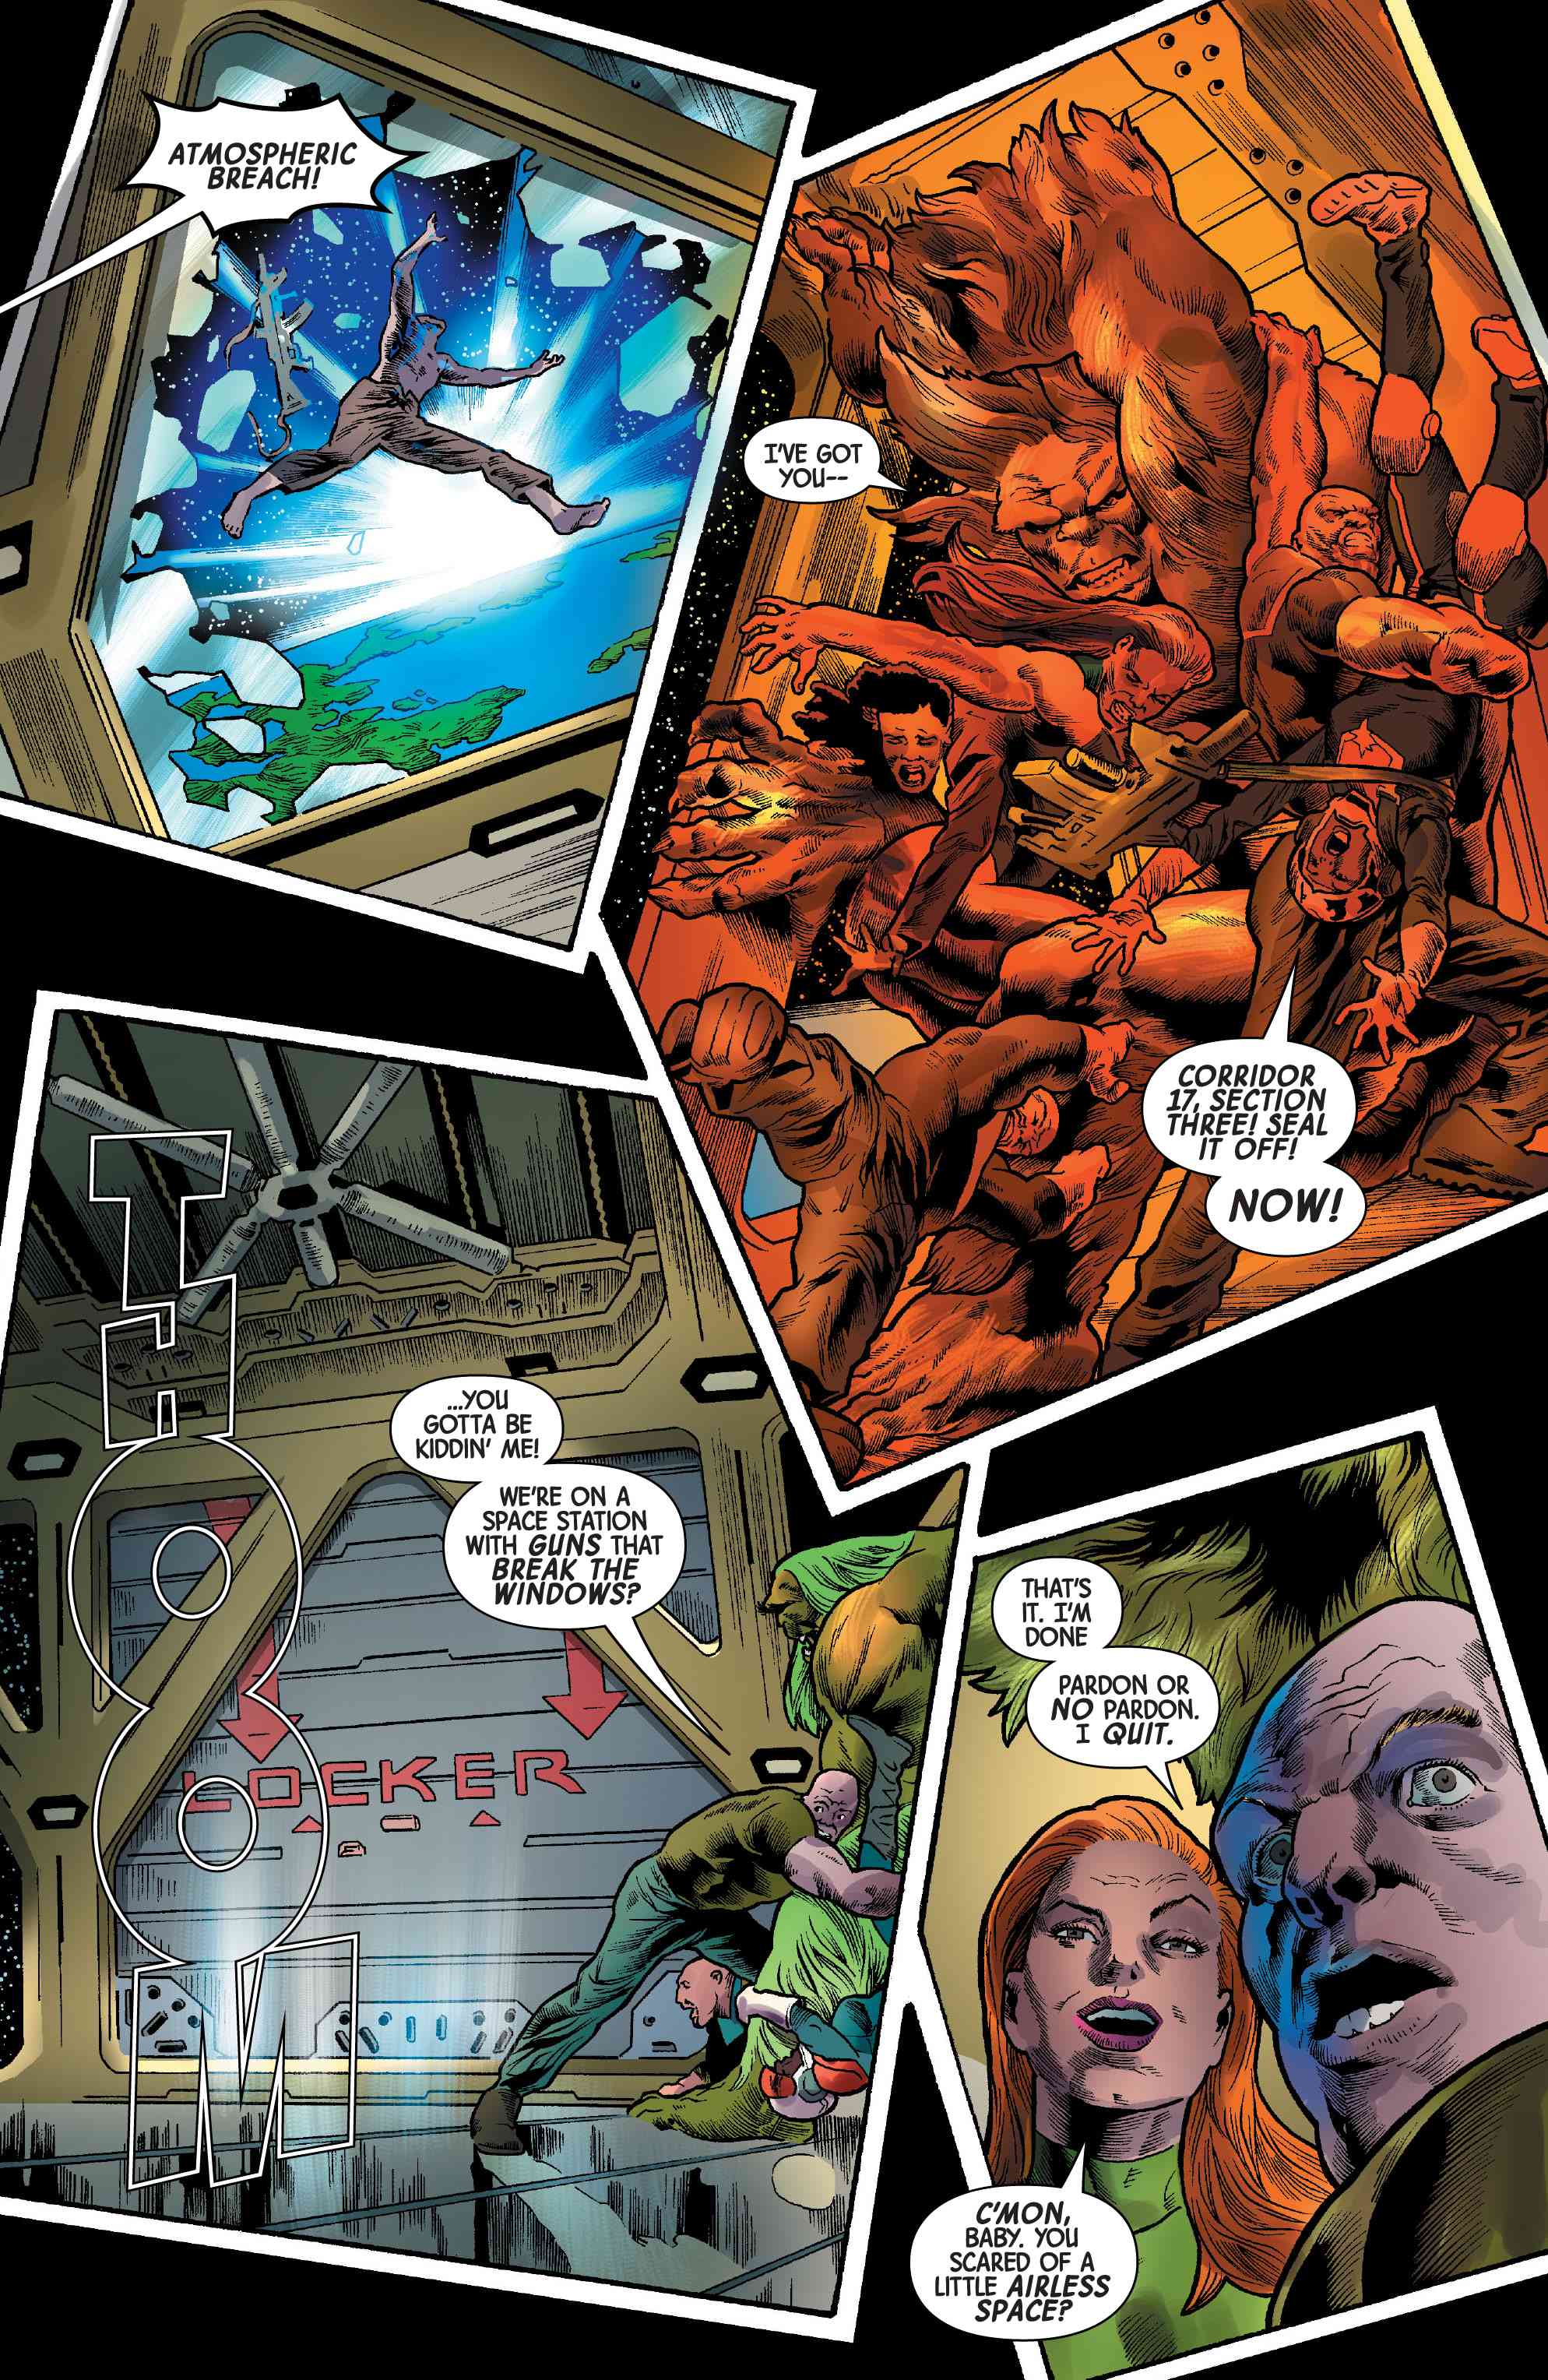 ATMOSPHERIC
BREACH!
I'VE GOT
YOU--
CORRIDOR
17, SECTION
THREE! SEAL
IT OFF!
NOW!
THOOM
...YOU
GOTTA BE
KIDDIN' ME!
WE'RE ON A
SPACE STATION
WITH GUNS THAT
BREAK THE
WINDOWS?
LOCKER
THAT'S
IT. I'M
DONE
PARDON OR
NO PARDON.
I QUIT.
C'MON,
BABY. YOU
SCARED OF A
LITTLE AIRLESS
SPACE?